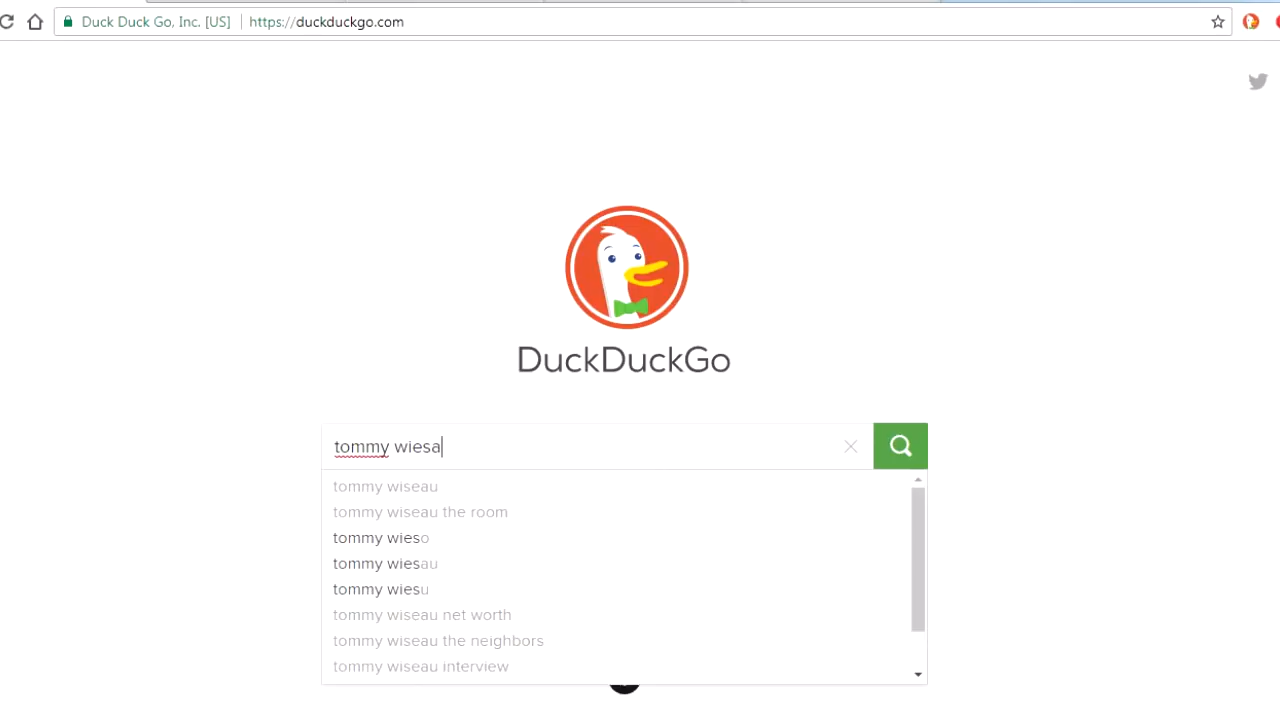 Duck Duck Go, Inc. [US] | https://duckduckgo.com
DuckDuckGo
tommy wiesa
tommy wiseau
tommy wiseau the room
tommy wieso
tommy wiesau
tommy wiesu
tommy wiseau net worth
tommy wiseau the neighbors
tommy wiseau interview